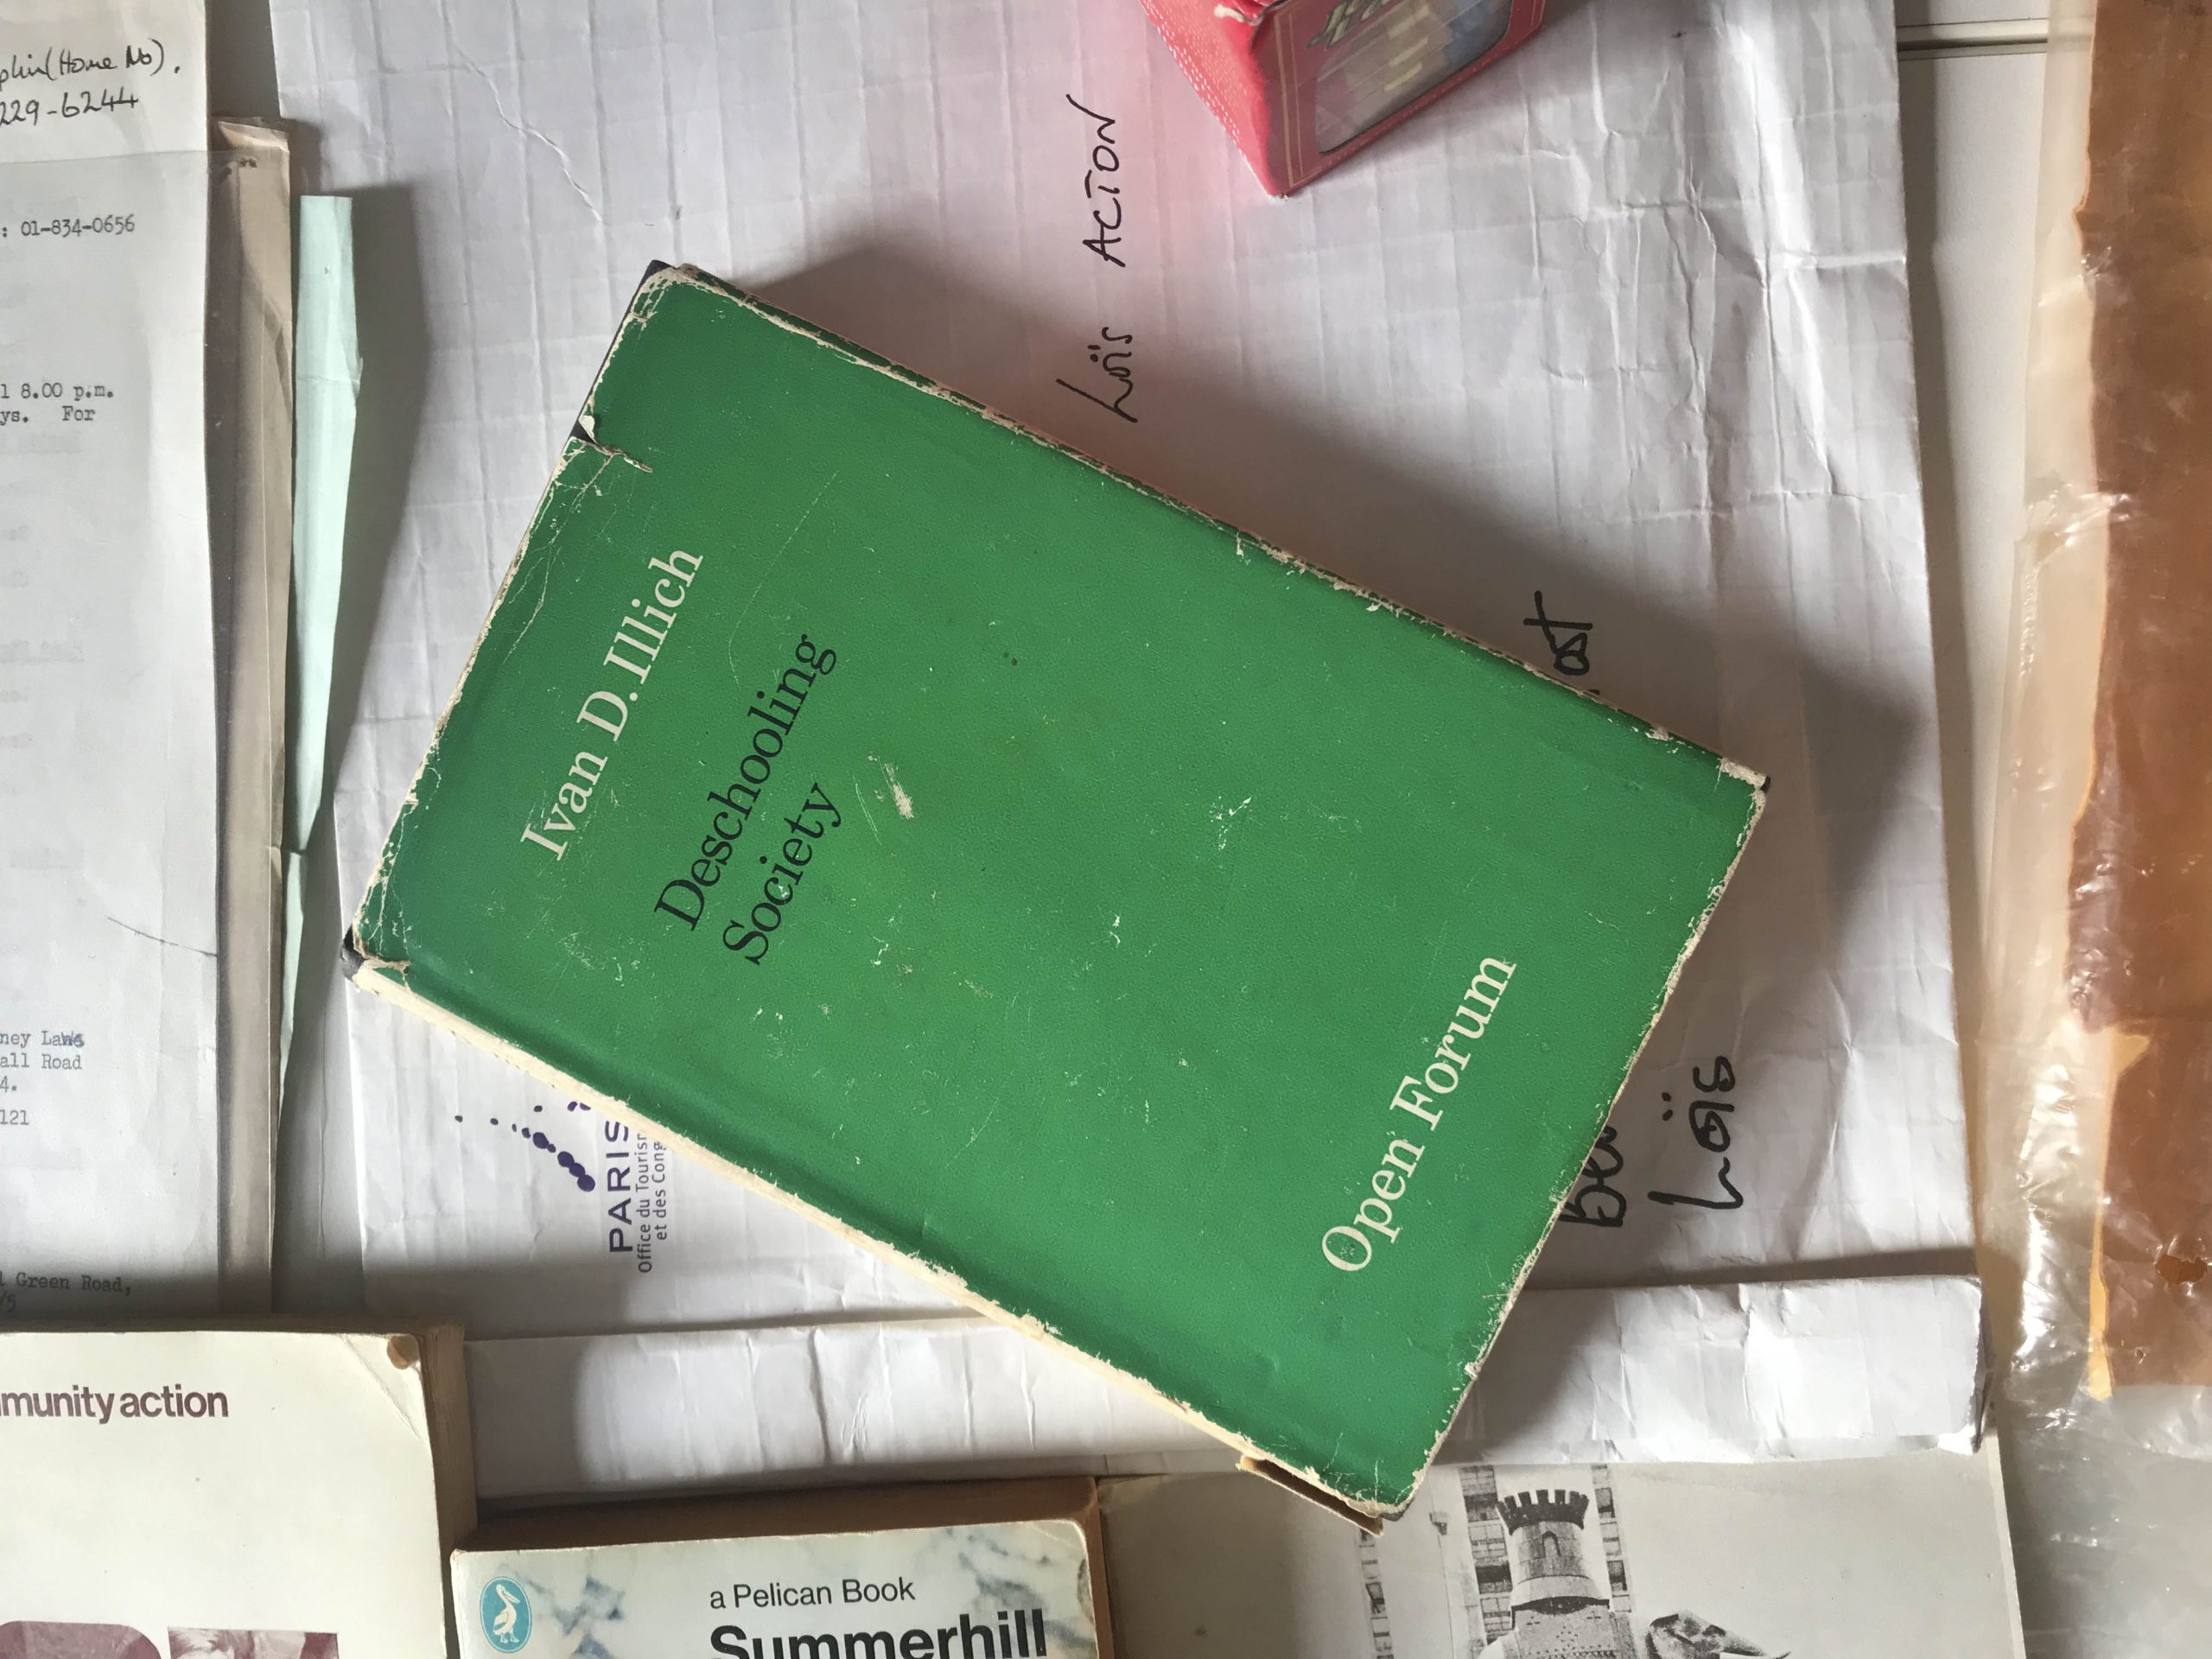 (Home No).
229-6244
: 01-834-0656
8.00 p.m.
ys. For
ney Laws
all Road
4.
121
Green Road,
/5
Loïs ACTION
Ivan D. Illich
Deschooling
Society
Open Forum
Loïs
PARIS
Office du Tourism
et des Cong
munity action
a Pelican Book
Summerhill